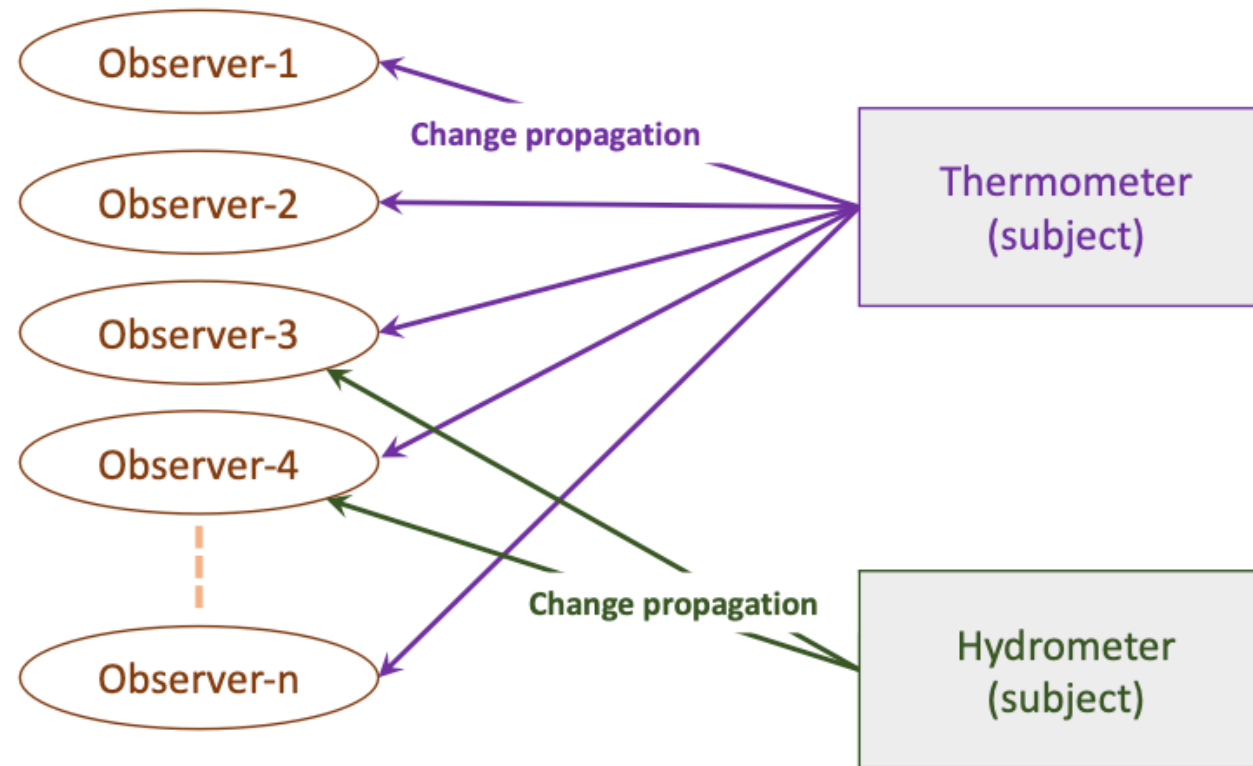 Observer-1
Change propagation
Thermometer
(subject)
Observer-2
Observer-3
Observer-4
Change propagation
Hydrometer
(subject)
Observer-n